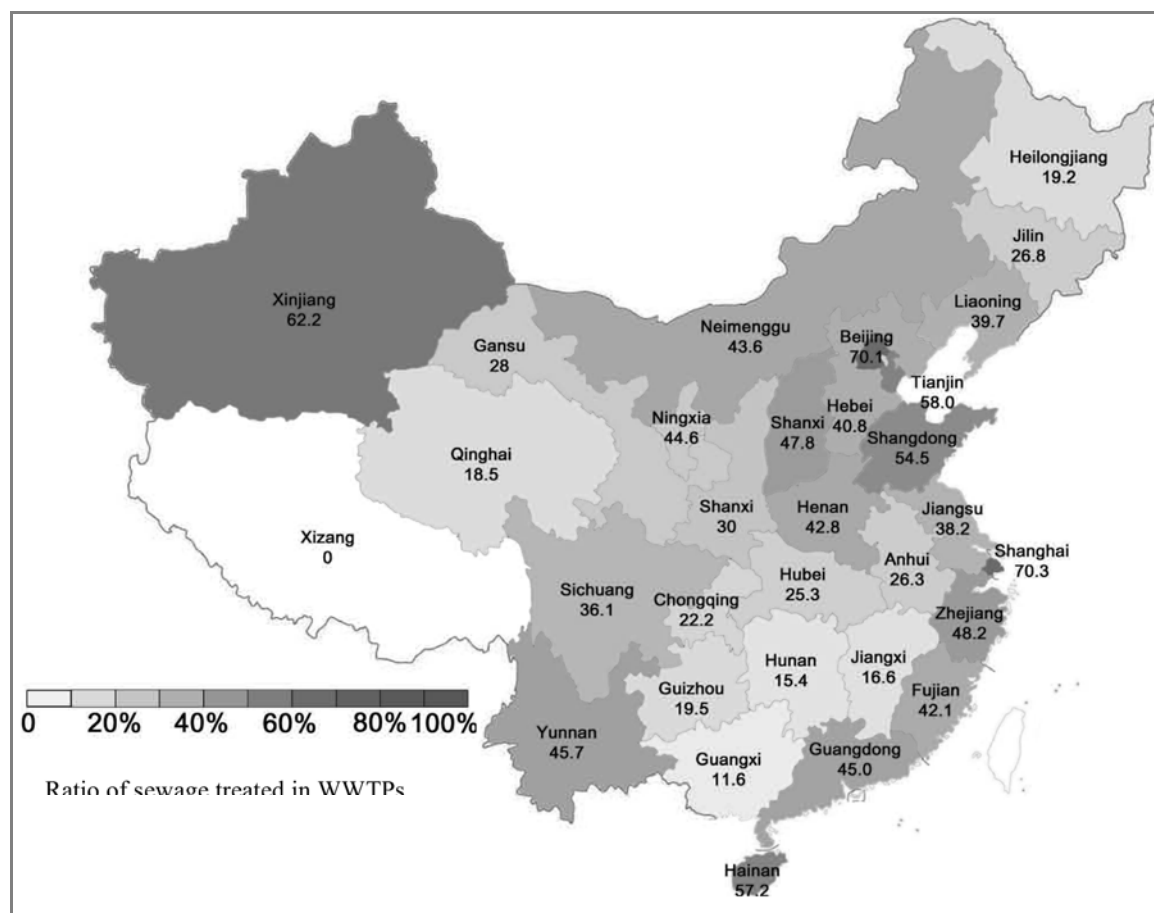 Heilongjiang
19.2
Jilin
26.8
Liaoning
39.7
Xinjiang
62.2
Neimenggu
43.6
Beijing
70.1
Gansu
28
Tianjin
58.0
Hebei
40.8
Ningxia
44.6
Shanxi
47.8
Shangdong
54.5
Qinghai
18.5
Shanxi
30
Henan
42.8
Jiangsu
38.2
Xizang
0
Shanghai
70.3
Anhui
26.3
Hubei
25.3
Sichuang
36.1
Chongqing
22.2
Zhejiang
48.2
Hunan
15.4
Jiangxi
16.6
Guizhou
19.5
Fujian
42.1
0 20% 40% 60% 80% 100%
Yunnan
45.7
Guangxi
11.6
Guangdong
45.0
Ratio of sewage treated in WWTPs
Hainan
57.2